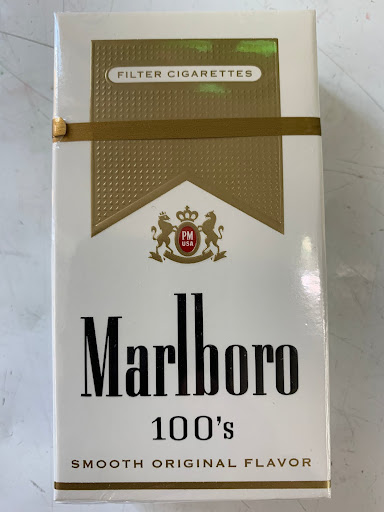 FILTER CIGARETTES
PM
USA
Marlboro
100's
SMOOTH ORIGINAL FLAVOR